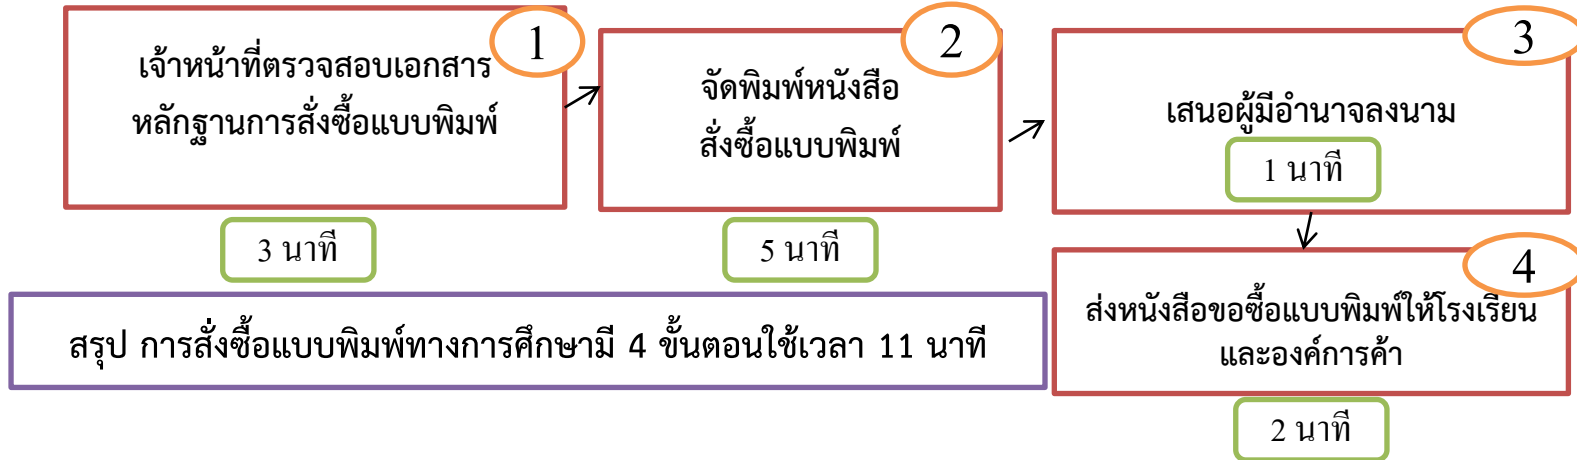 1
เจ้าหน้าที่ตรวจสอบเอกสาร
หลักฐานการสั่งซื้อแบบพิมพ์
3 นาที
2
จัดพิมพ์หนังสือ
สั่งซื้อแบบพิมพ์
5 นาที
3
เสนอผู้มีอำนาจลงนาม
1 นาที
4
ส่งหนังสือขอซื้อแบบพิมพ์ให้โรงเรียน
และองค์การค้า
2 นาที
สรุป การสั่งซื้อแบบพิมพ์ทางการศึกษามี 4 ขั้นตอนใช้เวลา 11 นาที